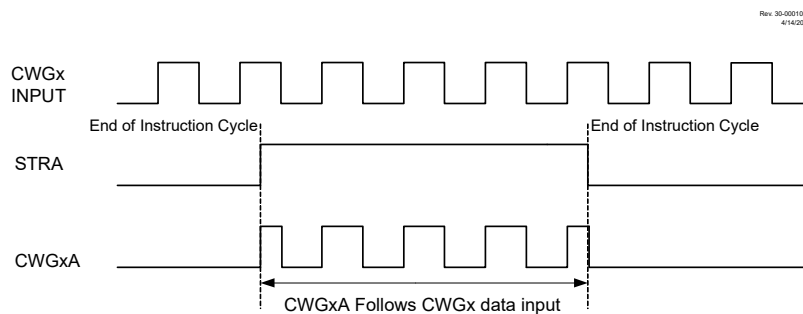 Rev. 30-00010
4/14/20
CWGx
INPUT
End of Instruction Cycle
End of Instruction Cycle
STRA
CWGxA
CWGxA Follows CWGx data input